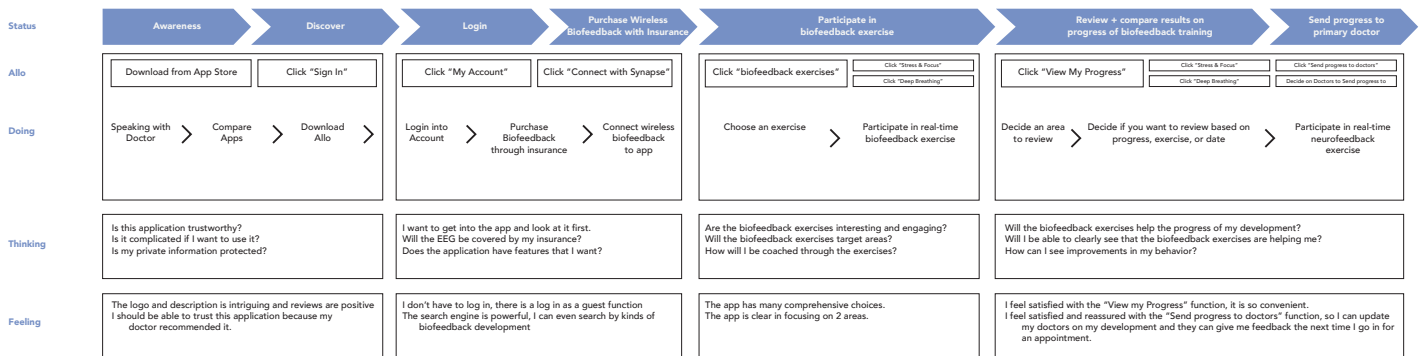 Status
Awareness
Discover
Login
Purchase Wireless
Biofeedback with Insurance
Participate in
biofeedback exercise
Review + compare results on
progress of biofeedback training
Send progress to
primary doctor
Allo
Download from App Store
Click "Sign In"
Click "My Account"
Click "Connect with Synapse"
Click "biofeedback exercises"
Click "Stress & Focus"
Click "Deep Breathing"
Click "View My Progress"
Click "Stress & Focus"
Click "Deep Breathing"
Click "Send progress to doctors"
Decide on Doctors to Send progress to
Doing
Speaking with
Doctor
Compare
Apps
Download
Allo
Login into
Account
Purchase
Biofeedback
through insurance
Connect wireless
biofeedback
to app
Choose an exercise
Participate in real-time
biofeedback exercise
Decide an area
to review
Decide if you want to review based on
progress, exercise, or date
Participate in real-time
neurofeedback
exercise
Thinking
Is this application trustworthy?
Is it complicated if I want to use it?
Is my private information protected?
I want to get into the app and look at it first.
Will the EEG be covered by my insurance?
Does the application have features that I want?
Are the biofeedback exercises interesting and engaging?
Will the biofeedback exercises target areas?
How will I be coached through the exercises?
Will the biofeedback exercises help the progress of my development?
Will I be able to clearly see that the biofeedback exercises are helping me?
How can I see improvements in my behavior?
Feeling
The logo and description is intriguing and reviews are positive
I should be able to trust this application because my
doctor recommended it.
I don't have to log in, there is a log in as a guest function
The search engine is powerful, I can even search by kinds of
biofeedback development
The app has many comprehensive choices.
The app is clear in focusing on 2 areas.
I feel satisfied with the "View my Progress" function, it is so convenient.
I feel satisfied and reassured with the "Send progress to doctors" function, so I can update
my doctors on my development and they can give me feedback the next time I go in for
an appointment.